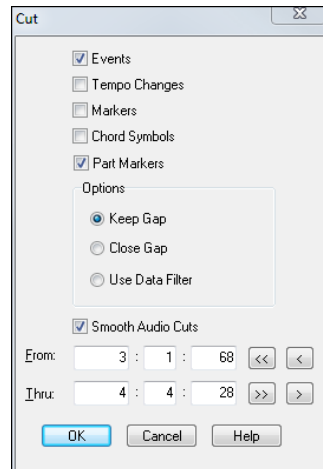 Cut
Events
Tempo Changes
Markers
Chord Symbols
Part Markers
Options
Keep Gap
Close Gap
Use Data Filter
Smooth Audio Cuts
From: 3 : 1 : 68 << <
Thru: 4 : 4 : 28 >> >
OK Cancel Help